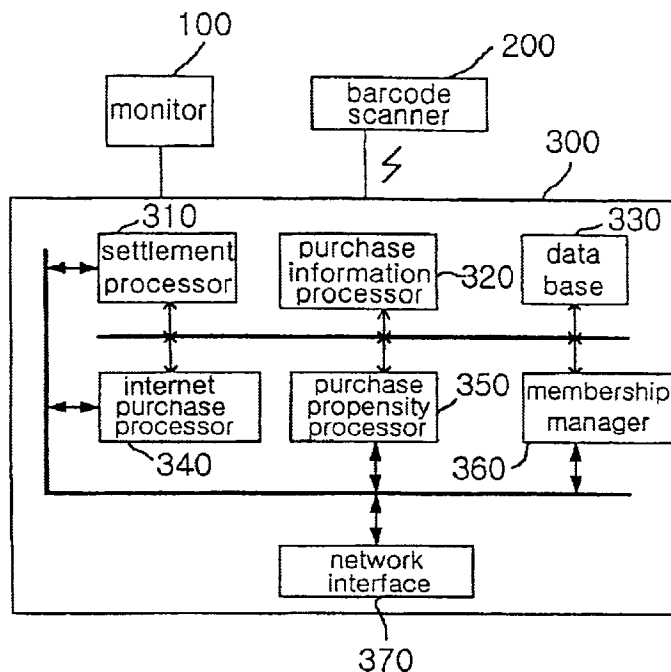 100
200
monitor
barcode
scanner
300
310
330
settlement
processor
purchase
information
processor
320
data
base
internet
purchase
processor
purchase
propensity
processor
350
membership
manager
340
360
network
interface
370